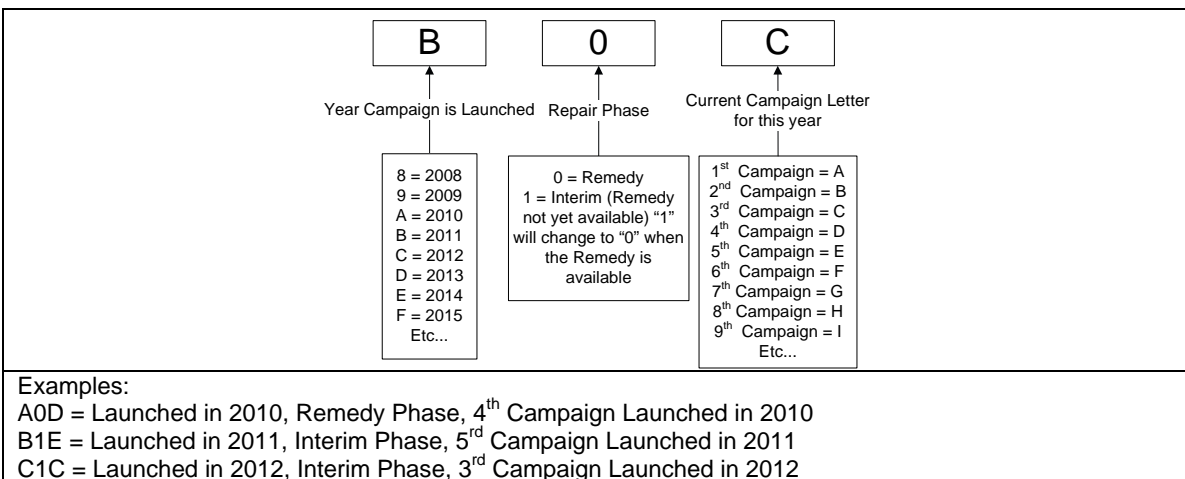 B 0 C
Year Campaign is Launched
Repair Phase
Current Campaign Letter
for this year
8 = 2008
9 = 2009
A = 2010
B = 2011
C = 2012
D = 2013
E = 2014
F = 2015
Etc...
0 = Remedy
1 = Interim (Remedy
not yet available) “1”
will change to “0” when
the Remedy is
available
1st Campaign = A
2nd Campaign = B
3rd Campaign = C
4th Campaign = D
5th Campaign = E
6th Campaign = F
7th Campaign = G
8th Campaign = H
9th Campaign = I
Etc...
Examples:
A0D = Launched in 2010, Remedy Phase, 4th Campaign Launched in 2010
B1E = Launched in 2011, Interim Phase, 5rd Campaign Launched in 2011
C1C = Launched in 2012, Interim Phase, 3rd Campaign Launched in 2012